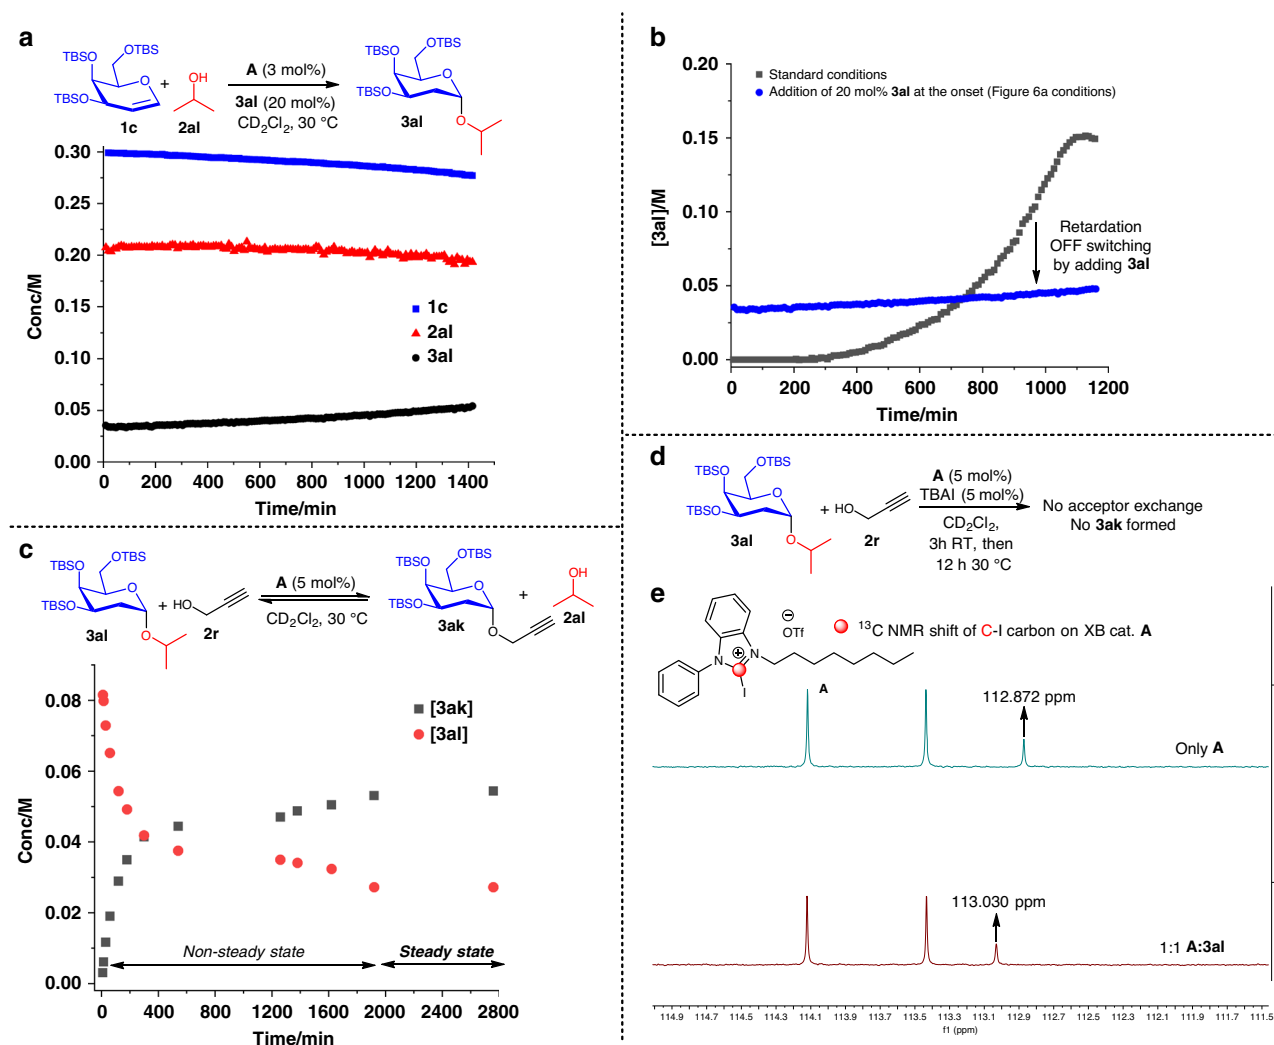 a
OTBS
TBSO
O
TBSO
1c
+
OH
2al
A (3 mol%)
3al (20 mol%)
CD2Cl2, 30 °C
OTBS
TBSO
O
TBSO
O
3al
Conc/M
0.30
0.25
0.20
0.15
0.10
0.05
0.00
1c
2al
3al
0 200 400 600 800 1000 1200 1400
Time/min
b
[3al]/M
0.20
0.15
0.10
0.05
0.00
Standard conditions
Addition of 20 mol% 3al at the onset (Figure 6a conditions)
Retardation
OFF switching
by adding 3al
0 200 400 600 800 1000 1200
Time/min
c
OTBS
TBSO
O
TBSO
O
3al
+
HO
2r
A (5 mol%)
CD2Cl2, 30 °C
OTBS
TBSO
O
TBSO
O
3ak
+
OH
2al
Conc/M
0.08
0.06
0.04
0.02
0.00
[3ak]
[3al]
Non-steady state
Steady state
0 400 800 1200 1600 2000 2400 2800
Time/min
d
OTBS
TBSO
O
TBSO
O
3al
+
HO
2r
A (5 mol%)
TBAI (5 mol%)
CD2Cl2,
3h RT, then
12 h 30 °C
No acceptor exchange
No 3ak formed
e
N
⊕
N
I
⊖
OTf
A
13C NMR shift of C-I carbon on XB cat. A
112.872 ppm
Only A
113.030 ppm
1:1 A:3al
114.9 114.7 114.5 114.3 114.1 113.9 113.7 113.5 113.3 113.1 112.9 112.7 112.5 112.3 112.1 111.9 111.7 111.5
f1 (ppm)